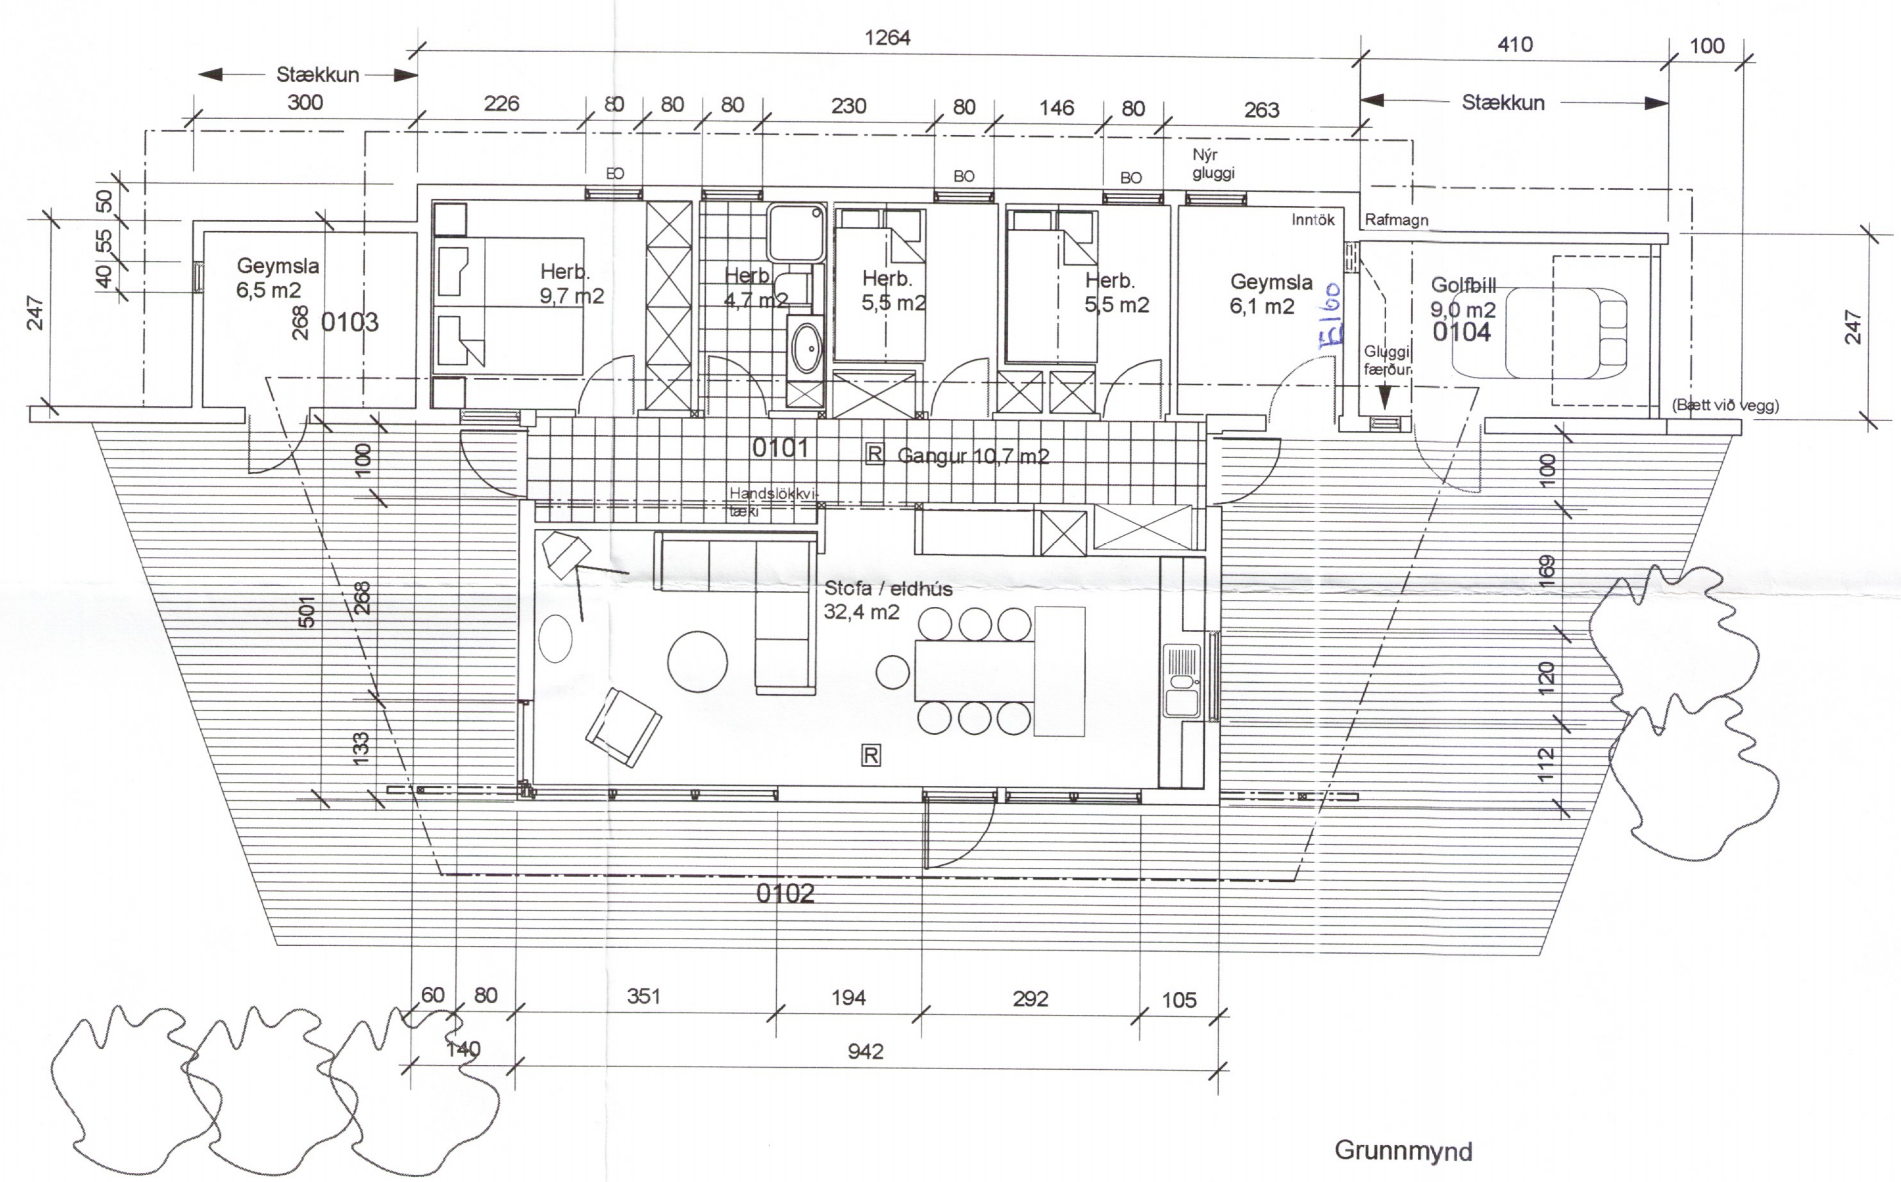 1264
410
100
Stækkun
300
226
80
80
80
230
80
146
80
263
Stækkun
BO
BO
BO
Nýr
gluggi
50
55
40
247
268
Geymsla
6,5 m2
0103
Herb.
9,7 m2
Herb.
4,7 m2
Herb.
5,5 m2
Herb.
5,5 m2
Geymsla
6,1 m2
Inntök
Rafmagn
Golfbíll
9,0 m2
0104
Gluggi
færður
247
(Bætt við vegg)
0101
R
Gangur 10,7 m2
Handslökkvi-
tæki
100
268
501
133
Stofa / eldhús
32,4 m2
R
100
169
120
112
0102
60
80
351
194
292
105
140
942
Grunnmynd